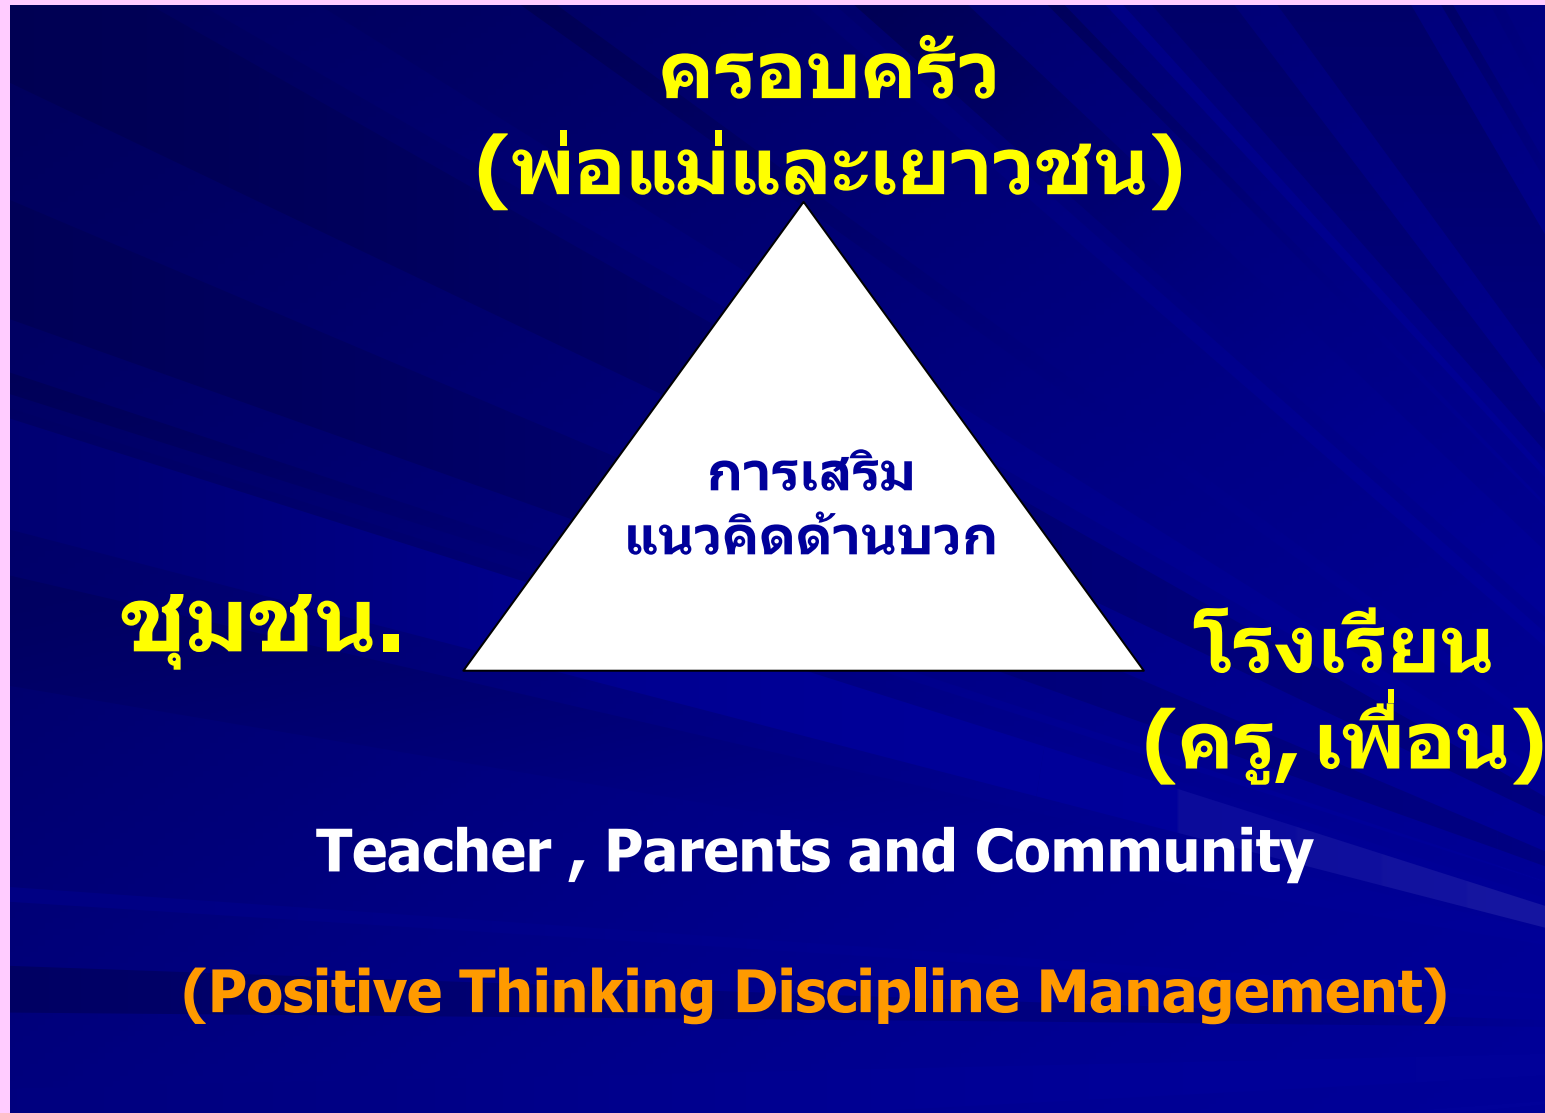 ครอบครัว
(พ่อแม่และเยาวชน)
การเสริม
แนวคิดด้านบวก
ชุมชน.
โรงเรียน
(ครู, เพื่อน)
Teacher , Parents and Community
(Positive Thinking Discipline Management)